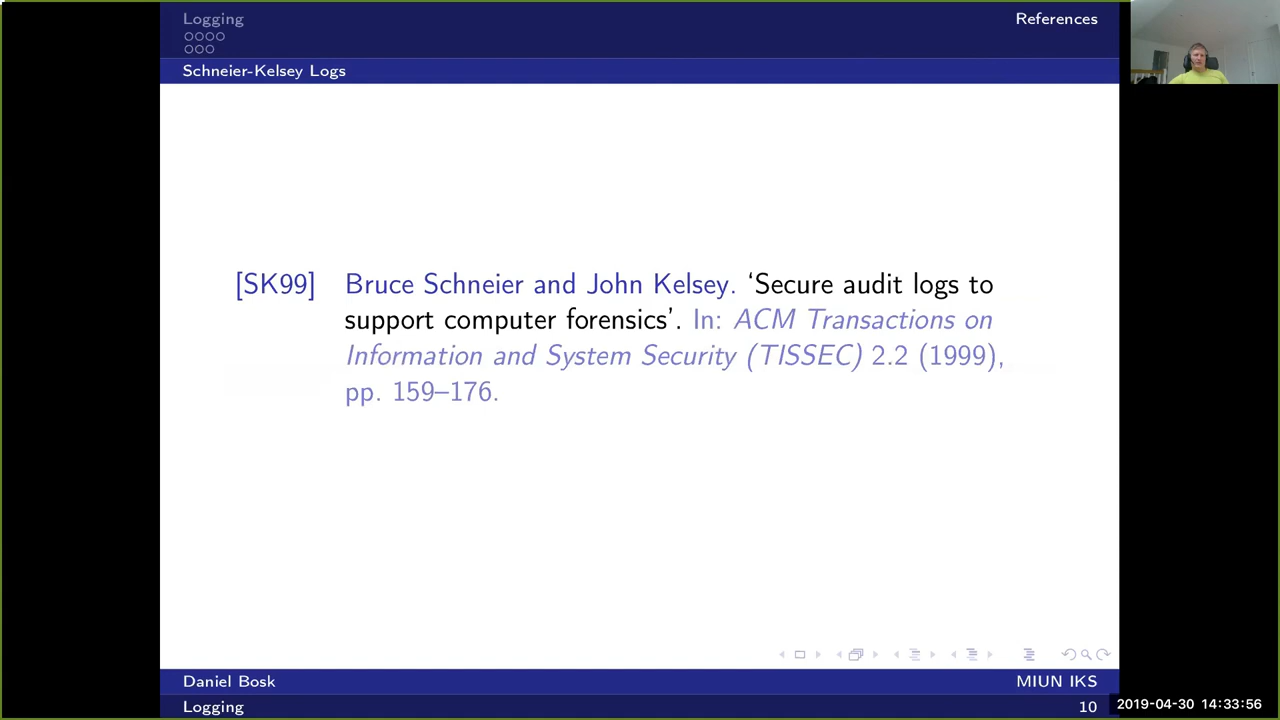 Logging
References
Schneier-Kelsey Logs
[SK99] Bruce Schneier and John Kelsey. ‘Secure audit logs to
support computer forensics’. In: ACM Transactions on
Information and System Security (TISSEC) 2.2 (1999),
pp. 159–176.
Daniel Bosk
MIUN IKS
Logging
10
2019-04-30 14:33:56